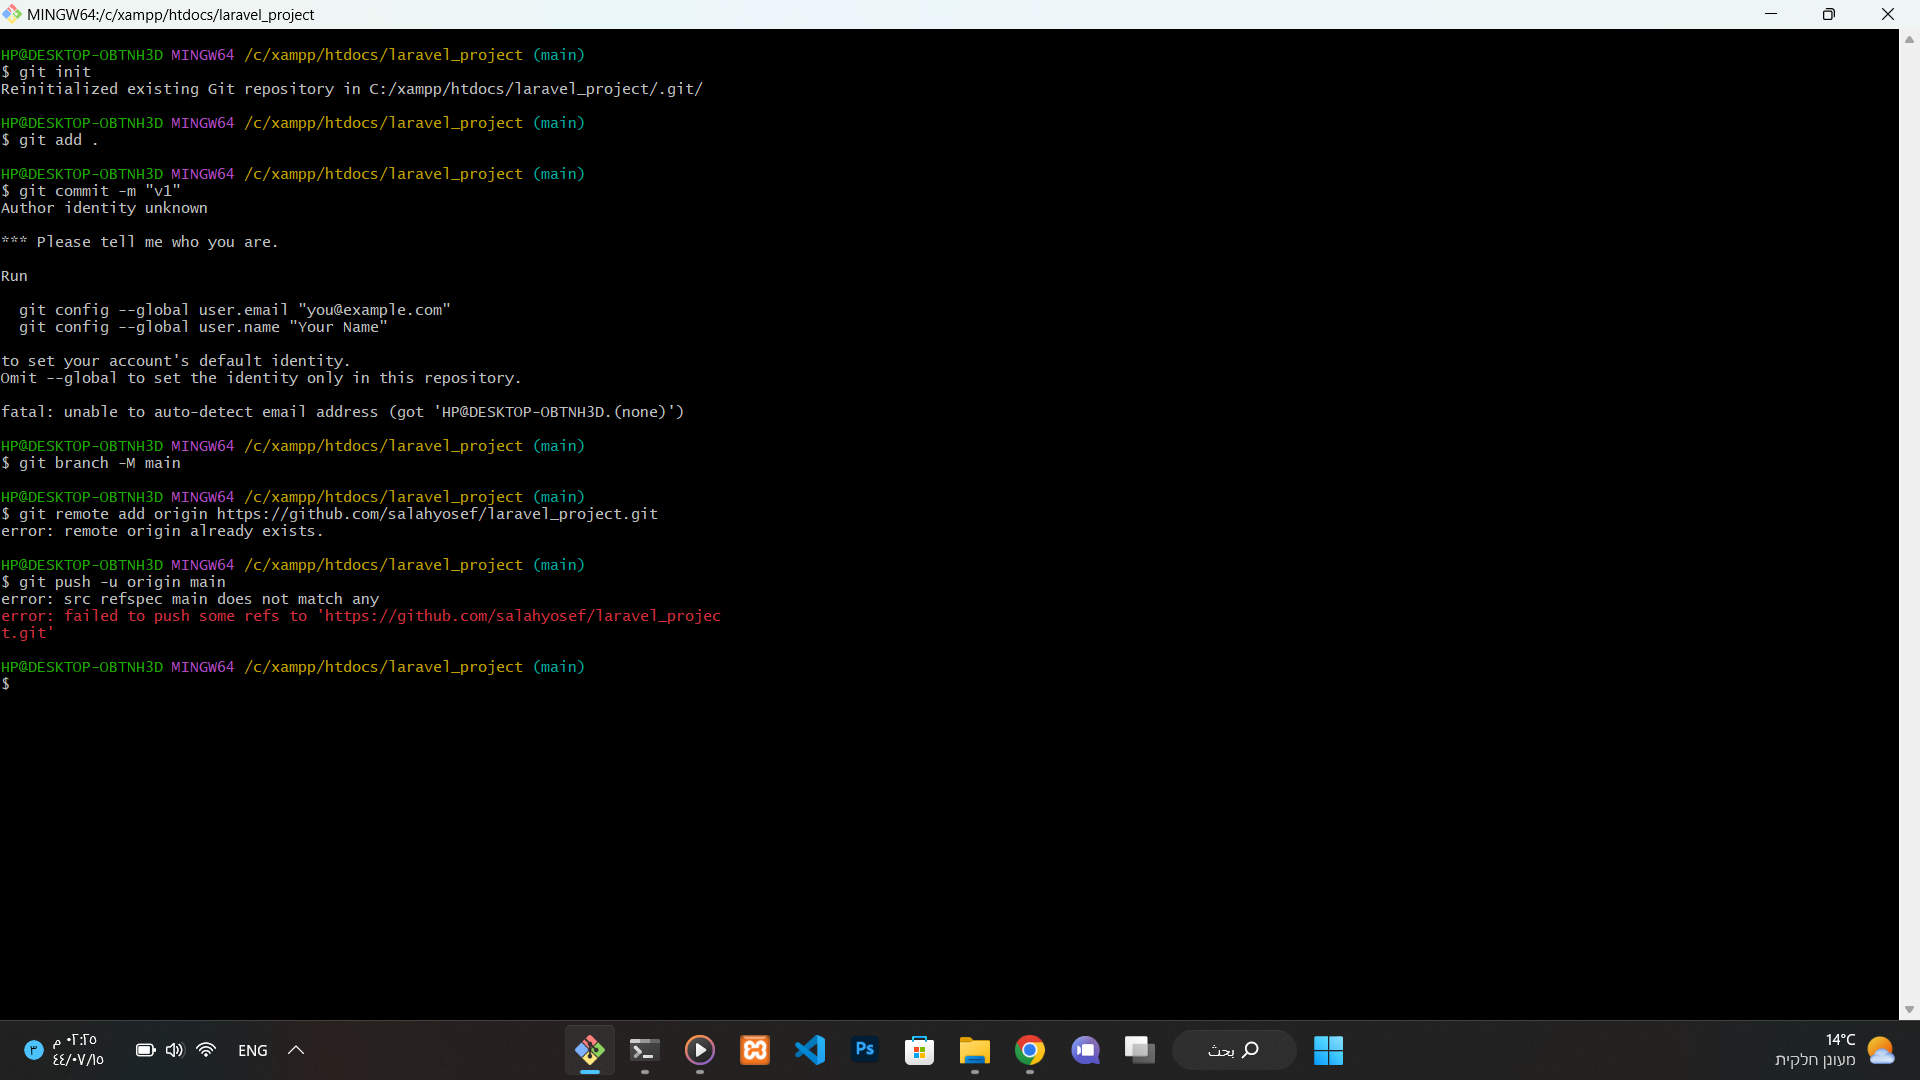 MINGW64:/c/xampp/htdocs/laravel_project
HP@DESKTOP-OBTNH3D MINGW64 /c/xampp/htdocs/laravel_project (main)
$ git init
Reinitialized existing Git repository in C:/xampp/htdocs/laravel_project/.git/
HP@DESKTOP-OBTNH3D MINGW64 /c/xampp/htdocs/laravel_project (main)
$ git add .
HP@DESKTOP-OBTNH3D MINGW64 /c/xampp/htdocs/laravel_project (main)
$ git commit -m "v1"
Author identity unknown
*** Please tell me who you are.
Run
git config --global user.email "you@example.com"
git config --global user.name "Your Name"
to set your account's default identity.
Omit --global to set the identity only in this repository.
fatal: unable to auto-detect email address (got 'HP@DESKTOP-OBTNH3D.(none)')
HP@DESKTOP-OBTNH3D MINGW64 /c/xampp/htdocs/laravel_project (main)
$ git branch -M main
HP@DESKTOP-OBTNH3D MINGW64 /c/xampp/htdocs/laravel_project (main)
$ git remote add origin https://github.com/salahyosef/laravel_project.git
error: remote origin already exists.
HP@DESKTOP-OBTNH3D MINGW64 /c/xampp/htdocs/laravel_project (main)
$ git push -u origin main
error: src refspec main does not match any
error: failed to push some refs to 'https://github.com/salahyosef/laravel_projec
t.git'
HP@DESKTOP-OBTNH3D MINGW64 /c/xampp/htdocs/laravel_project (main)
$
٣
٠٢:٢٥ م
٤٤/٠٧/١٥
ENG
Ps
بحث
14°C
מעונן חלקית